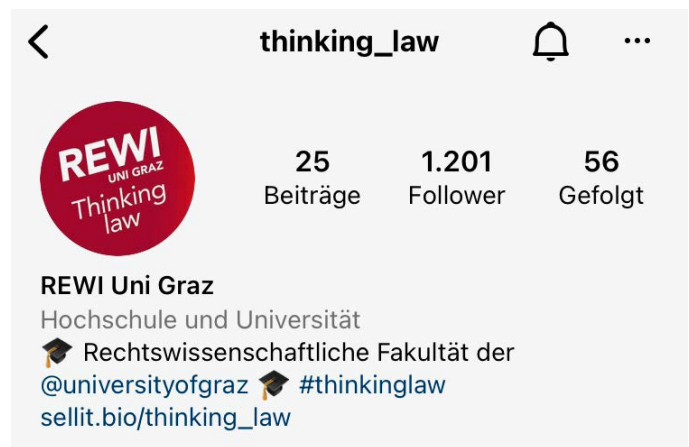 thinking_law
REWI
UNI GRAZ
Thinking
law
25 1.201 56
Beiträge Follower Gefolgt
REWI Uni Graz
Hochschule und Universität
🎓 Rechtswissenschaftliche Fakultät der
@universityofgraz 🎓 #thinkinglaw
sellit.bio/thinking_law